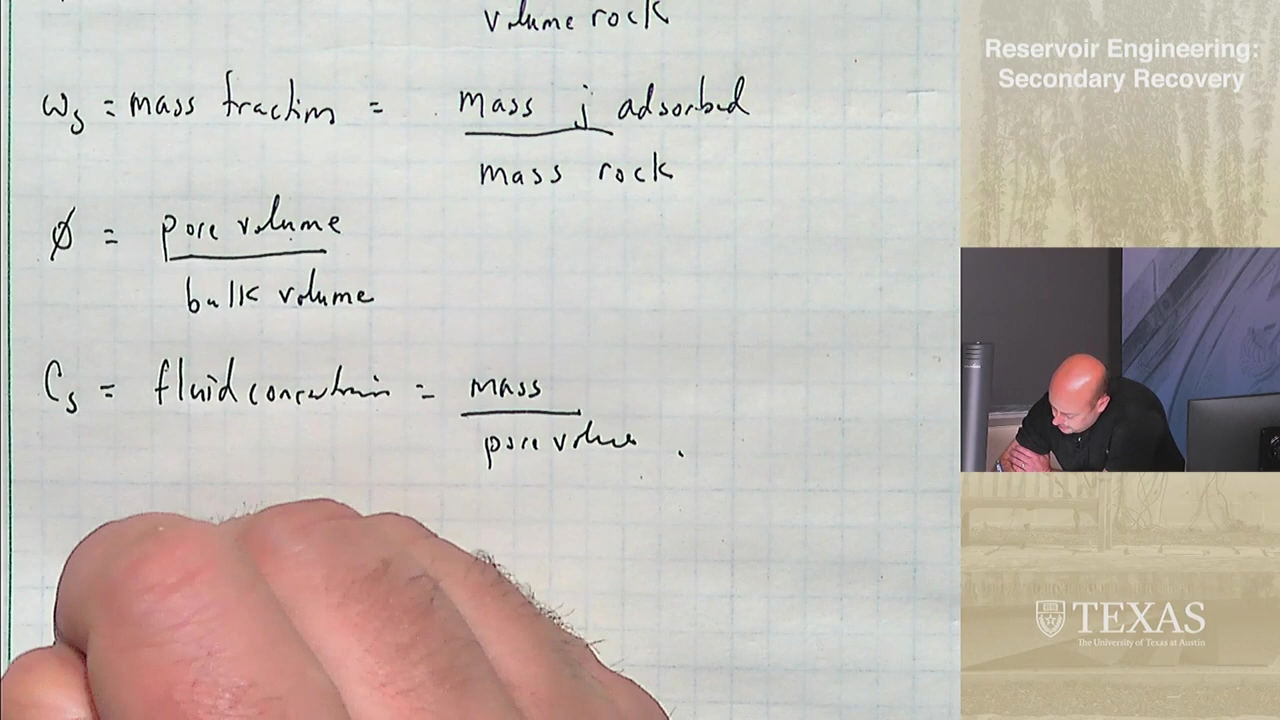 volume rock
ωs = mass fraction = mass j adsorbed
mass rock
ø = pore volume
bulk volume
Cs = fluid concentration = mass
pore volume .
Reservoir Engineering:
Secondary Recovery
TEXAS
The University of Texas at Austin